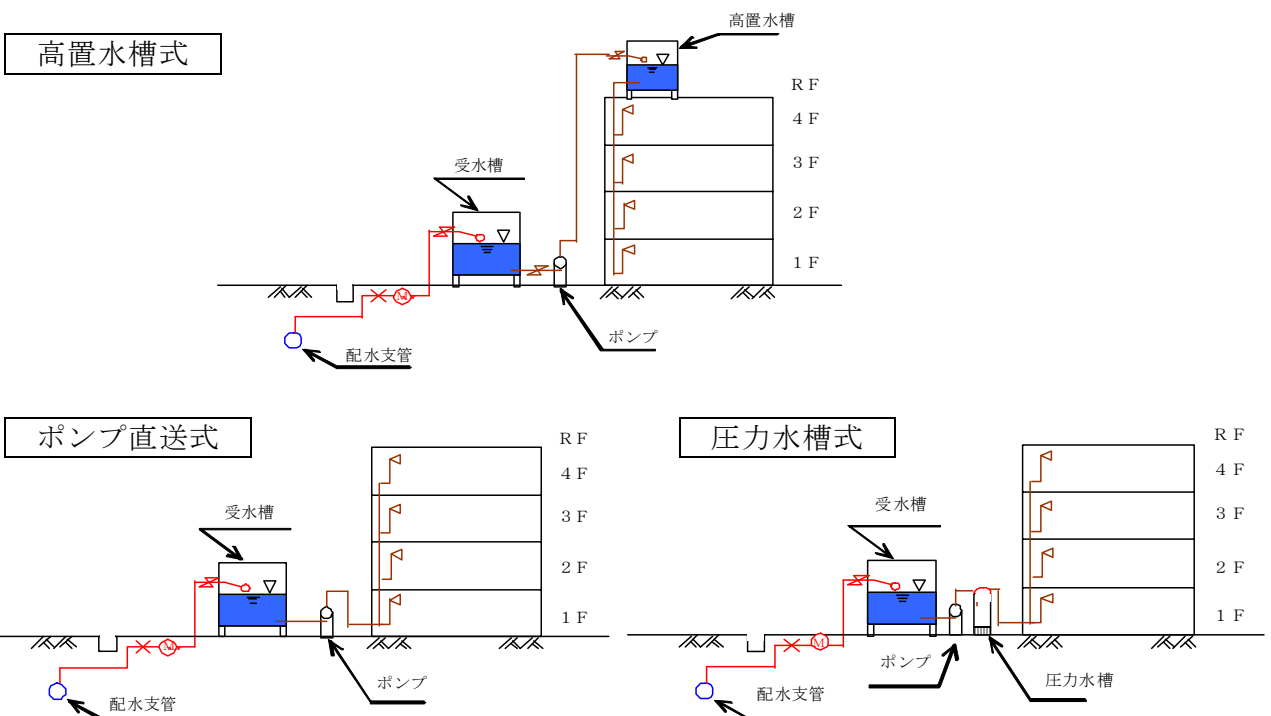 高置水槽式
高置水槽
ＲＦ
４Ｆ
３Ｆ
２Ｆ
１Ｆ
受水槽
M
ポンプ
配水支管
ポンプ直送式
ＲＦ
４Ｆ
３Ｆ
２Ｆ
１Ｆ
受水槽
M
ポンプ
配水支管
圧力水槽式
ＲＦ
４Ｆ
３Ｆ
２Ｆ
１Ｆ
受水槽
M
ポンプ
圧力水槽
配水支管